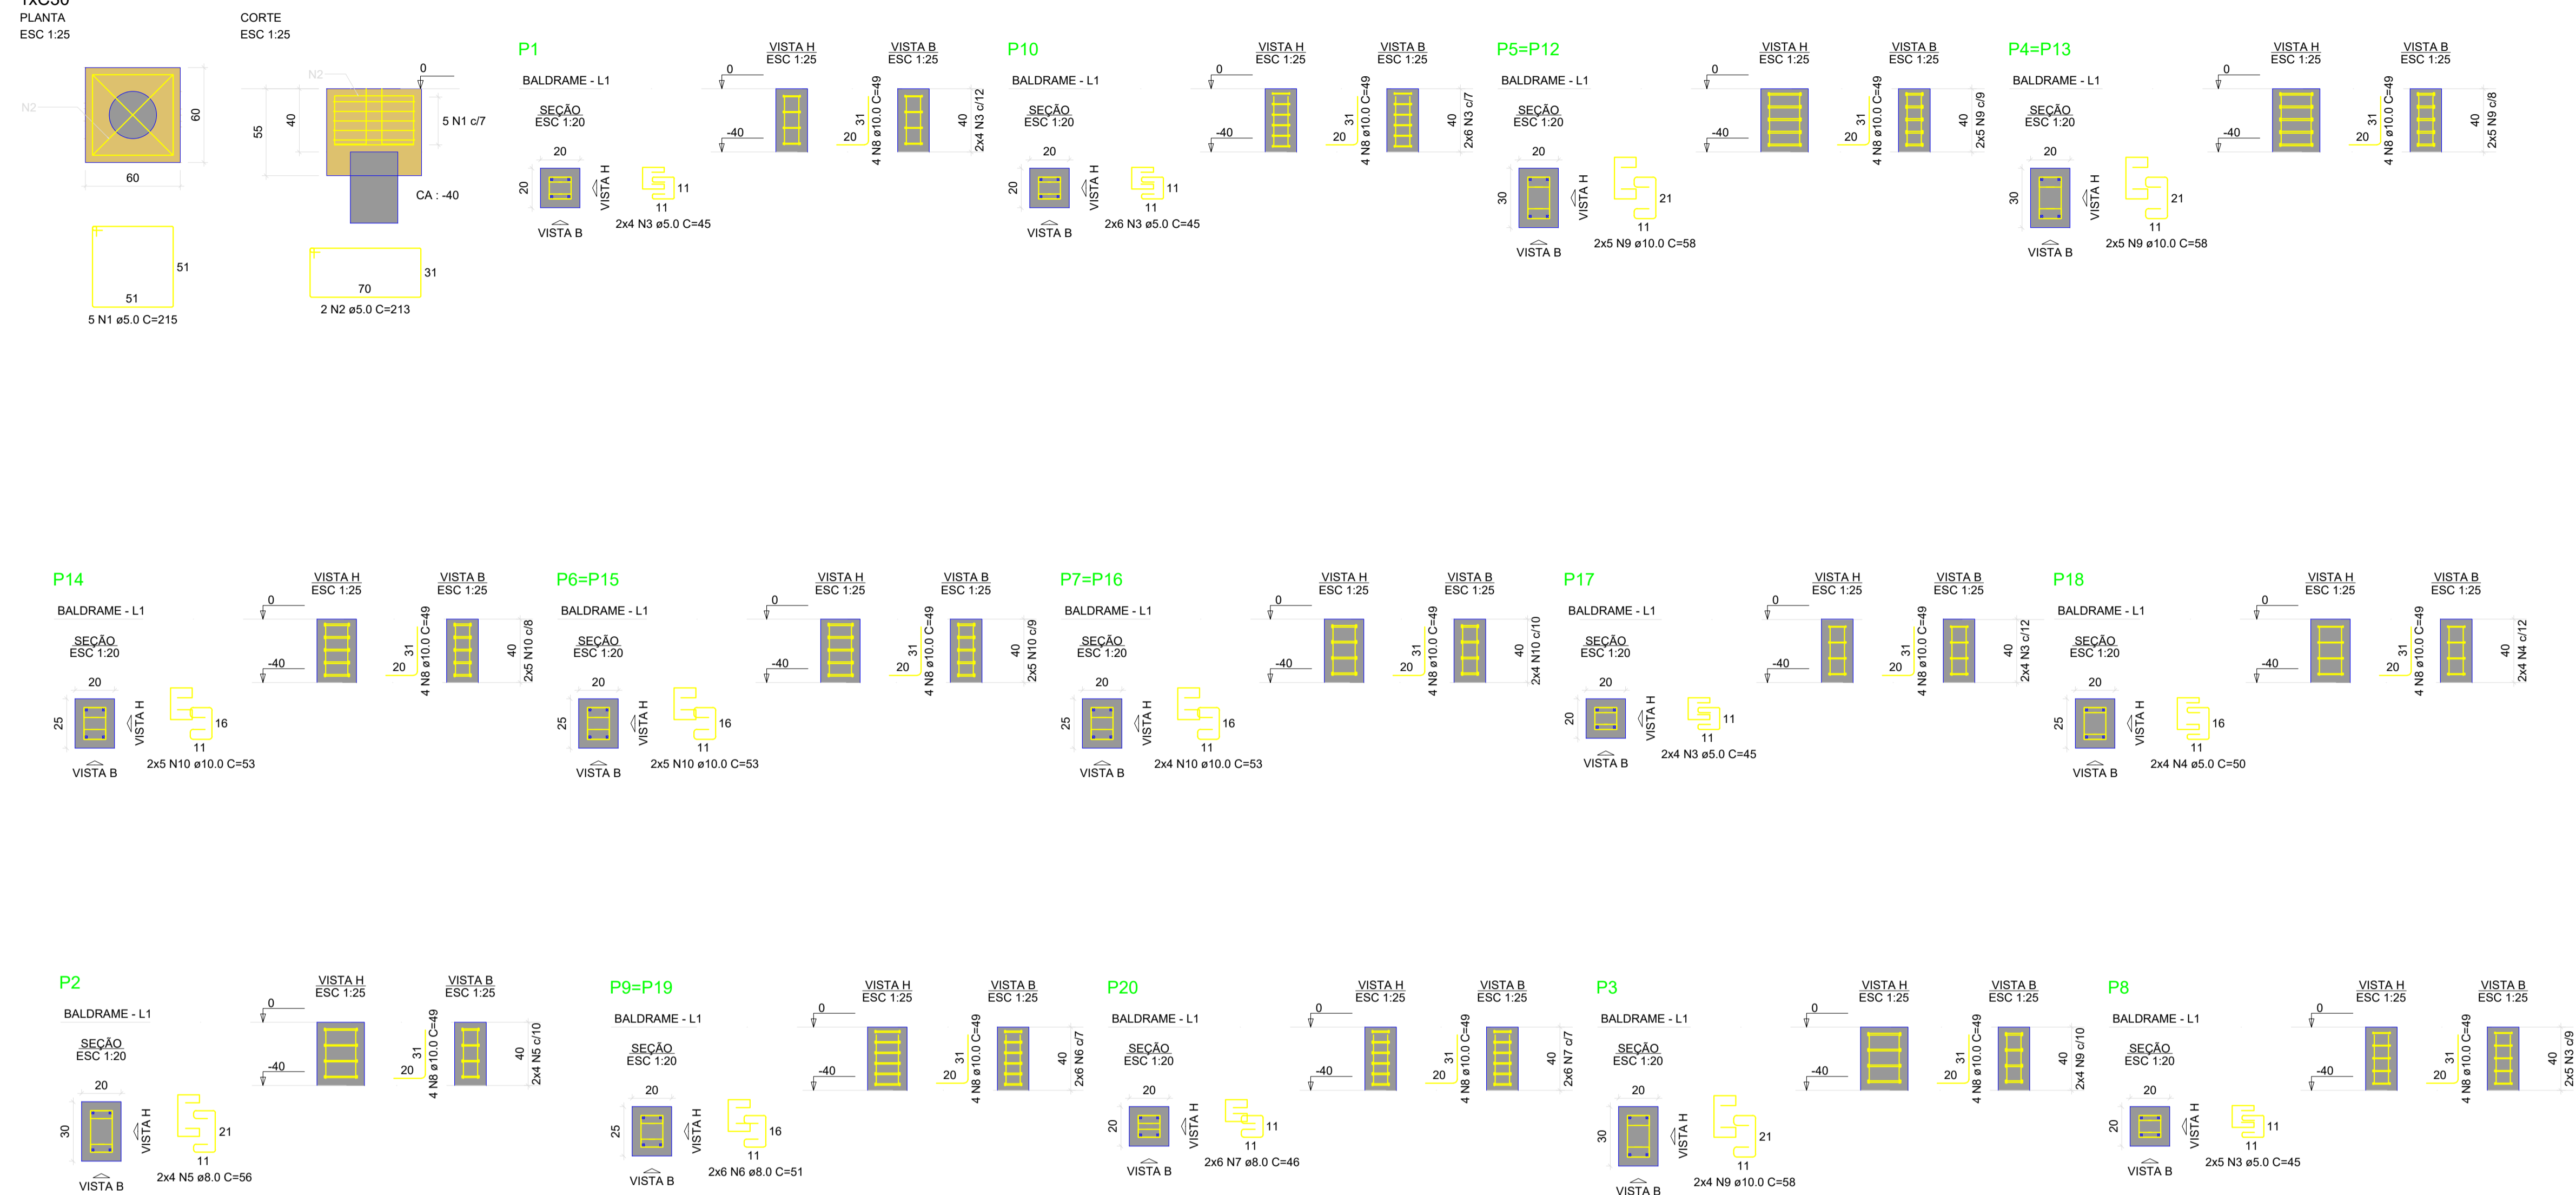 PLANTA
ESC 1:25
N2
60
60
51
51
5 N1 ø5.0 C=215
CORTE
ESC 1:25
N2
0
55
40
5 N1 c/7
CA : -40
31
70
2 N2 ø5.0 C=213
P1
BALDRAME - L1
SEÇÃO
ESC 1:20
20
20
VISTA H
VISTA B
11
11
2x4 N3 ø5.0 C=45
VISTA H
ESC 1:25
0
-40
VISTA B
ESC 1:25
20
31
4 N8 ø10.0 C=49
40
2x4 N3 c/12
P10
BALDRAME - L1
SEÇÃO
ESC 1:20
20
20
VISTA H
VISTA B
11
11
2x6 N3 ø5.0 C=45
VISTA H
ESC 1:25
0
-40
VISTA B
ESC 1:25
20
31
4 N8 ø10.0 C=49
40
2x6 N3 c/7
P5=P12
BALDRAME - L1
SEÇÃO
ESC 1:20
20
30
VISTA H
VISTA B
21
11
2x5 N9 ø10.0 C=58
VISTA H
ESC 1:25
0
-40
VISTA B
ESC 1:25
20
31
4 N8 ø10.0 C=49
40
2x5 N9 c/9
P4=P13
BALDRAME - L1
SEÇÃO
ESC 1:20
20
30
VISTA H
VISTA B
21
11
2x5 N9 ø10.0 C=58
VISTA H
ESC 1:25
0
-40
VISTA B
ESC 1:25
20
31
4 N8 ø10.0 C=49
40
2x5 N9 c/8
P14
BALDRAME - L1
SEÇÃO
ESC 1:20
20
25
VISTA H
VISTA B
16
11
2x5 N10 ø10.0 C=53
VISTA H
ESC 1:25
0
-40
VISTA B
ESC 1:25
20
31
4 N8 ø10.0 C=49
40
2x5 N10 c/8
P6=P15
BALDRAME - L1
SEÇÃO
ESC 1:20
20
25
VISTA H
VISTA B
16
11
2x5 N10 ø10.0 C=53
VISTA H
ESC 1:25
0
-40
VISTA B
ESC 1:25
20
31
4 N8 ø10.0 C=49
40
2x5 N10 c/9
P7=P16
BALDRAME - L1
SEÇÃO
ESC 1:20
20
25
VISTA H
VISTA B
16
11
2x4 N10 ø10.0 C=53
VISTA H
ESC 1:25
0
-40
VISTA B
ESC 1:25
20
31
4 N8 ø10.0 C=49
40
2x4 N10 c/10
P17
BALDRAME - L1
SEÇÃO
ESC 1:20
20
20
VISTA H
VISTA B
11
11
2x4 N3 ø5.0 C=45
VISTA H
ESC 1:25
0
-40
VISTA B
ESC 1:25
20
31
4 N8 ø10.0 C=49
40
2x4 N3 c/12
P18
BALDRAME - L1
SEÇÃO
ESC 1:20
20
25
VISTA H
VISTA B
16
11
2x4 N4 ø5.0 C=50
VISTA H
ESC 1:25
0
-40
VISTA B
ESC 1:25
20
31
4 N8 ø10.0 C=49
40
2x4 N4 c/12
P2
BALDRAME - L1
SEÇÃO
ESC 1:20
20
30
VISTA H
VISTA B
21
11
2x4 N5 ø8.0 C=56
VISTA H
ESC 1:25
0
-40
VISTA B
ESC 1:25
20
31
4 N8 ø10.0 C=49
40
2x4 N5 c/10
P9=P19
BALDRAME - L1
SEÇÃO
ESC 1:20
20
25
VISTA H
VISTA B
16
11
2x6 N6 ø8.0 C=51
VISTA H
ESC 1:25
0
-40
VISTA B
ESC 1:25
20
31
4 N8 ø10.0 C=49
40
2x6 N6 c/7
P20
BALDRAME - L1
SEÇÃO
ESC 1:20
20
20
VISTA H
VISTA B
11
11
2x6 N7 ø8.0 C=46
VISTA H
ESC 1:25
0
-40
VISTA B
ESC 1:25
20
31
4 N8 ø10.0 C=49
40
2x6 N7 c/7
P3
BALDRAME - L1
SEÇÃO
ESC 1:20
20
30
VISTA H
VISTA B
21
11
2x4 N9 ø10.0 C=58
VISTA H
ESC 1:25
0
-40
VISTA B
ESC 1:25
20
31
4 N8 ø10.0 C=49
40
2x4 N9 c/10
P8
BALDRAME - L1
SEÇÃO
ESC 1:20
20
20
VISTA H
VISTA B
11
11
2x5 N3 ø5.0 C=45
VISTA H
ESC 1:25
0
-40
VISTA B
ESC 1:25
20
31
4 N8 ø10.0 C=49
40
2x5 N3 c/9